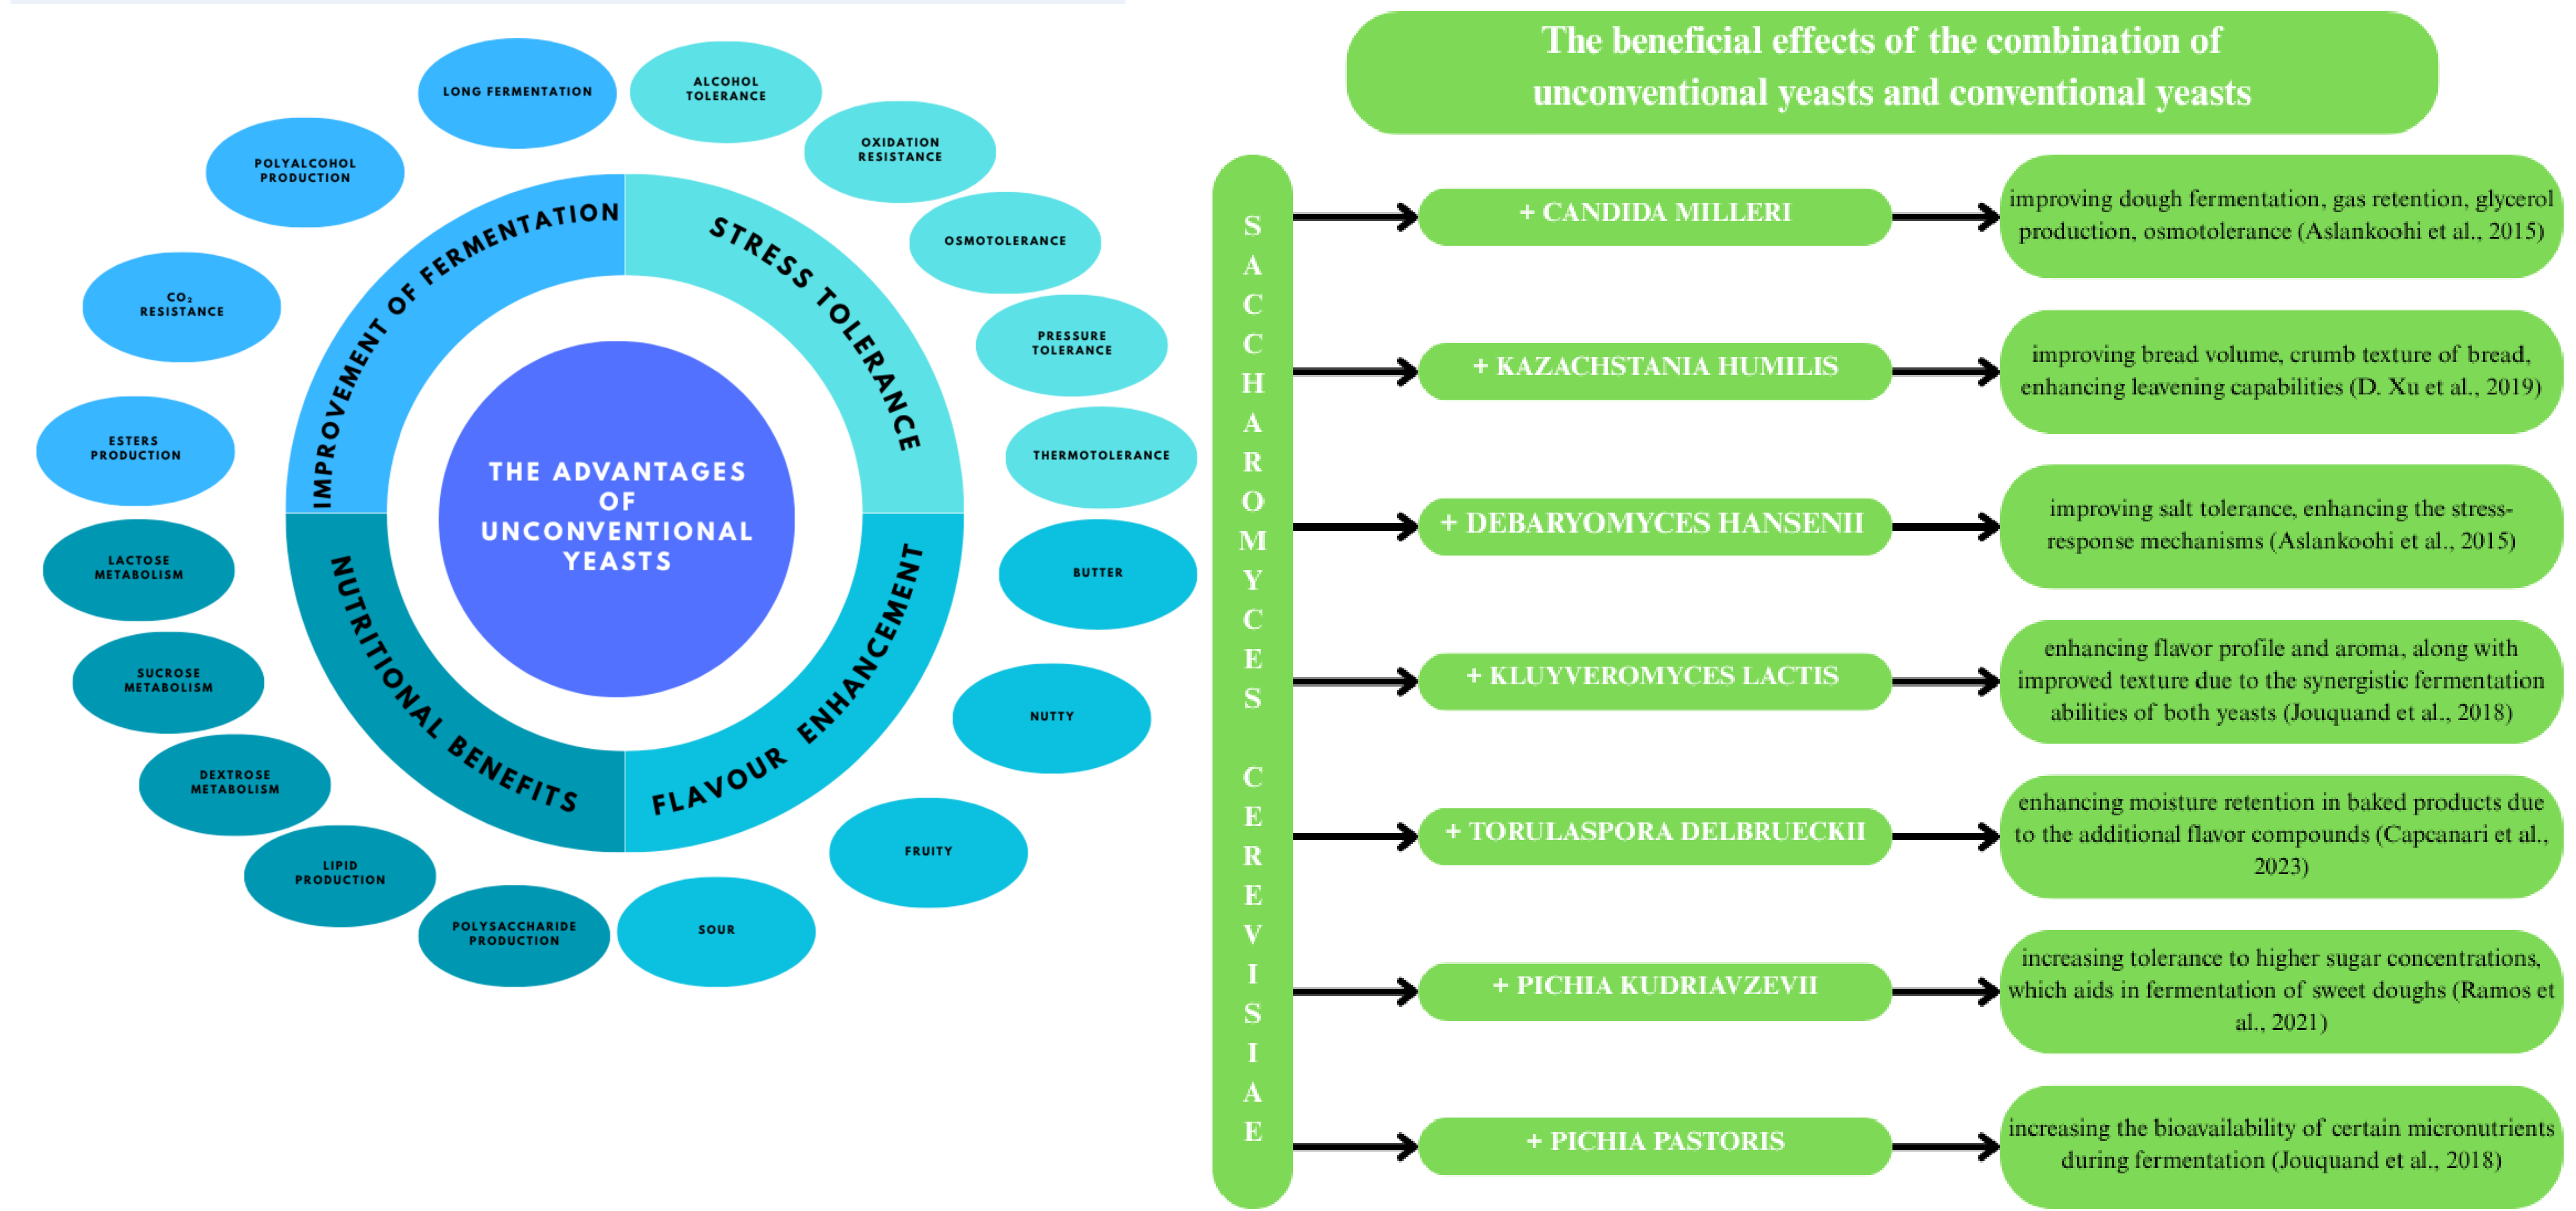 LONG FERMENTATION
POLYALCOHOL
PRODUCTION
CO₂
RESISTANCE
ESTERS
PRODUCTION
ALCOHOL
TOLERANCE
OXIDATION
RESISTANCE
OSMOTOLERANCE
PRESSURE
TOLERANCE
THERMOTOLERANCE
IMPROVEMENT OF FERMENTATION
STRESS TOLERANCE
THE ADVANTAGES
OF
UNCONVENTIONAL
YEASTS
NUTRITIONAL BENEFITS
FLAVOUR ENHANCEMENT
LACTOSE
METABOLISM
SUCROSE
METABOLISM
DEXTROSE
METABOLISM
LIPID
PRODUCTION
POLYSACCHARIDE
PRODUCTION
BUTTER
NUTTY
FRUITY
SOUR
The beneficial effects of the combination of
unconventional yeasts and conventional yeasts
SACCHAROMYCES CEREVISIAE
+ CANDIDA MILLERI
improving dough fermentation, gas retention, glycerol
production, osmotolerance (Aslankoohi et al., 2015)
+ KAZACHSTANIA HUMILIS
improving bread volume, crumb texture of bread,
enhancing leavening capabilities (D. Xu et al., 2019)
+ DEBARYOMYCES HANSENII
improving salt tolerance, enhancing the stress-
response mechanisms (Aslankoohi et al., 2015)
+ KLUYVEROMYCES LACTIS
enhancing flavor profile and aroma, along with
improved texture due to the synergistic fermentation
abilities of both yeasts (Jouquand et al., 2018)
+ TORULASPORA DELBRUECKII
enhancing moisture retention in baked products due
to the additional flavor compounds (Capcanari et al.,
2023)
+ PICHIA KUDRIAVZEVII
increasing tolerance to higher sugar concentrations,
which aids in fermentation of sweet doughs (Ramos et
al., 2021)
+ PICHIA PASTORIS
increasing the bioavailability of certain micronutrients
during fermentation (Jouquand et al., 2018)